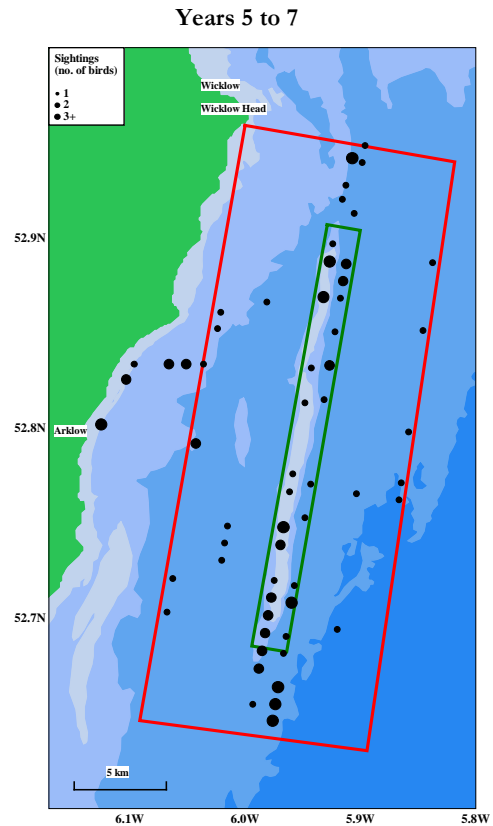 Years 5 to 7
Sightings
(no. of birds)
1
2
3+
Wicklow
Wicklow Head
52.9N
52.8N
Arklow
52.7N
5 km
6.1W
6.0W
5.9W
5.8W